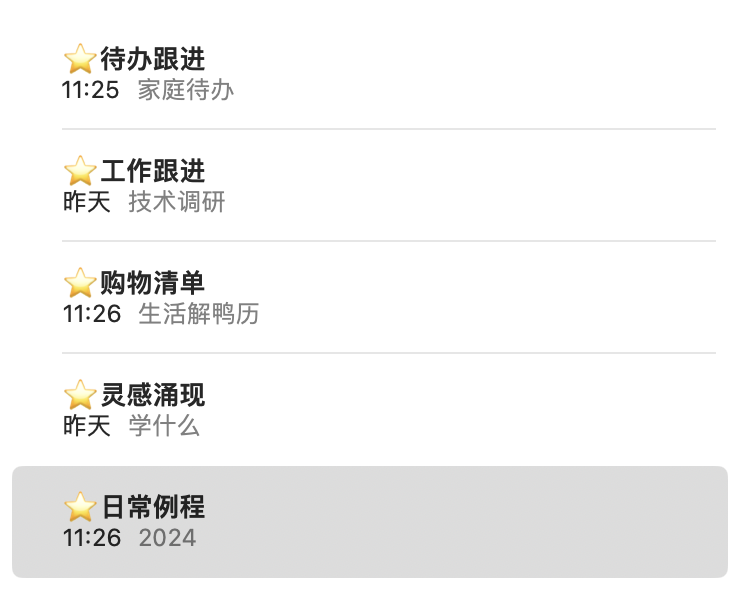 ⭐待办跟进
11:25 家庭待办
⭐工作跟进
昨天 技术调研
⭐购物清单
11:26 生活解鸭历
⭐灵感涌现
昨天 学什么
⭐日常例程
11:26 2024